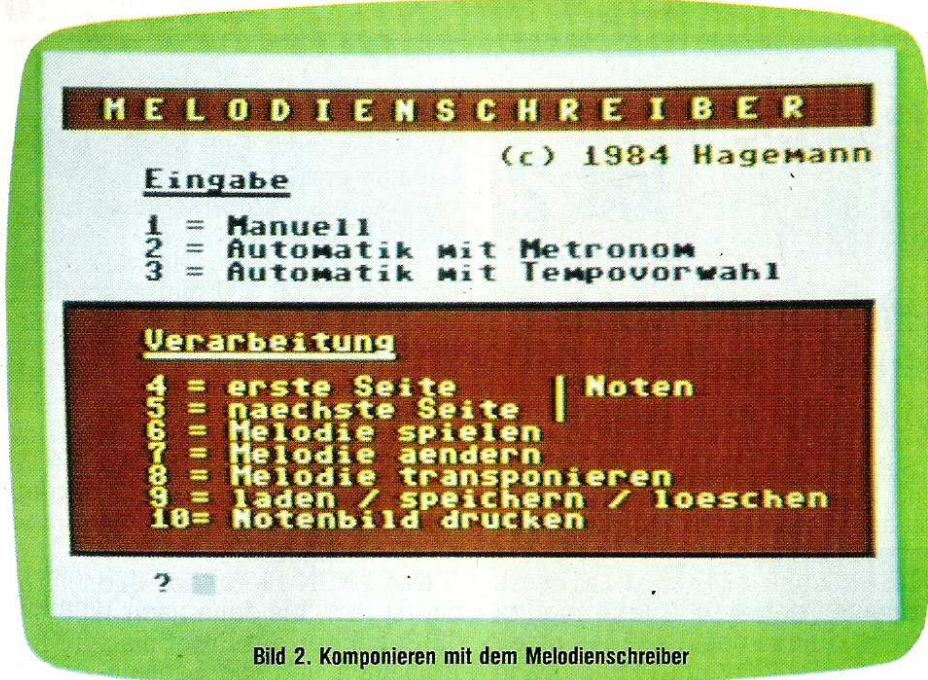 MELODIENSCHREIBER
(c) 1984 Hagemann
Eingabe
1 = Manuell
2 = Automatik mit Metronom
3 = Automatik mit Tempovorwahl
Verarbeitung
4 = erste Seite | Noten
5 = naechste Seite |
6 = Melodie spielen
7 = Melodie aendern
8 = Melodie transponieren
9 = laden / speichern / loeschen
10= Notenbild drucken
?
Bild 2. Komponieren mit dem Melodienschreiber